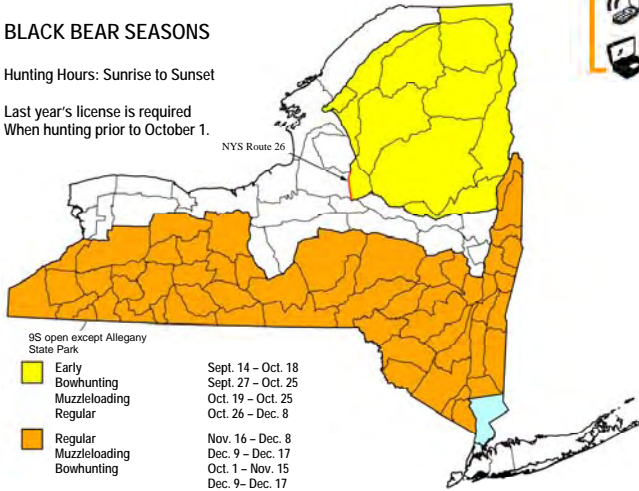 BLACK BEAR SEASONS
Hunting Hours: Sunrise to Sunset
Last year's license is required
When hunting prior to October 1.
NYS Route 26
9S open except Allegany
State Park
Early Sept. 14 – Oct. 18
Bowhunting Sept. 27 – Oct. 25
Muzzleloading Oct. 19 – Oct. 25
Regular Oct. 26 – Dec. 8
Regular Nov. 16 – Dec. 8
Muzzleloading Dec. 9 – Dec. 17
Bowhunting Oct. 1 – Nov. 15
Dec. 9– Dec. 17